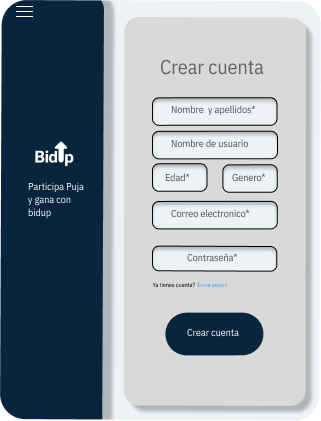 Bidup
Participa Puja
y gana con
bidup
Crear cuenta
Nombre y apellidos*
Nombre de usuario
Edad*
Genero*
Correo electronico*
Contraseña*
Ya tienes cuenta? Inicia sesion
Crear cuenta